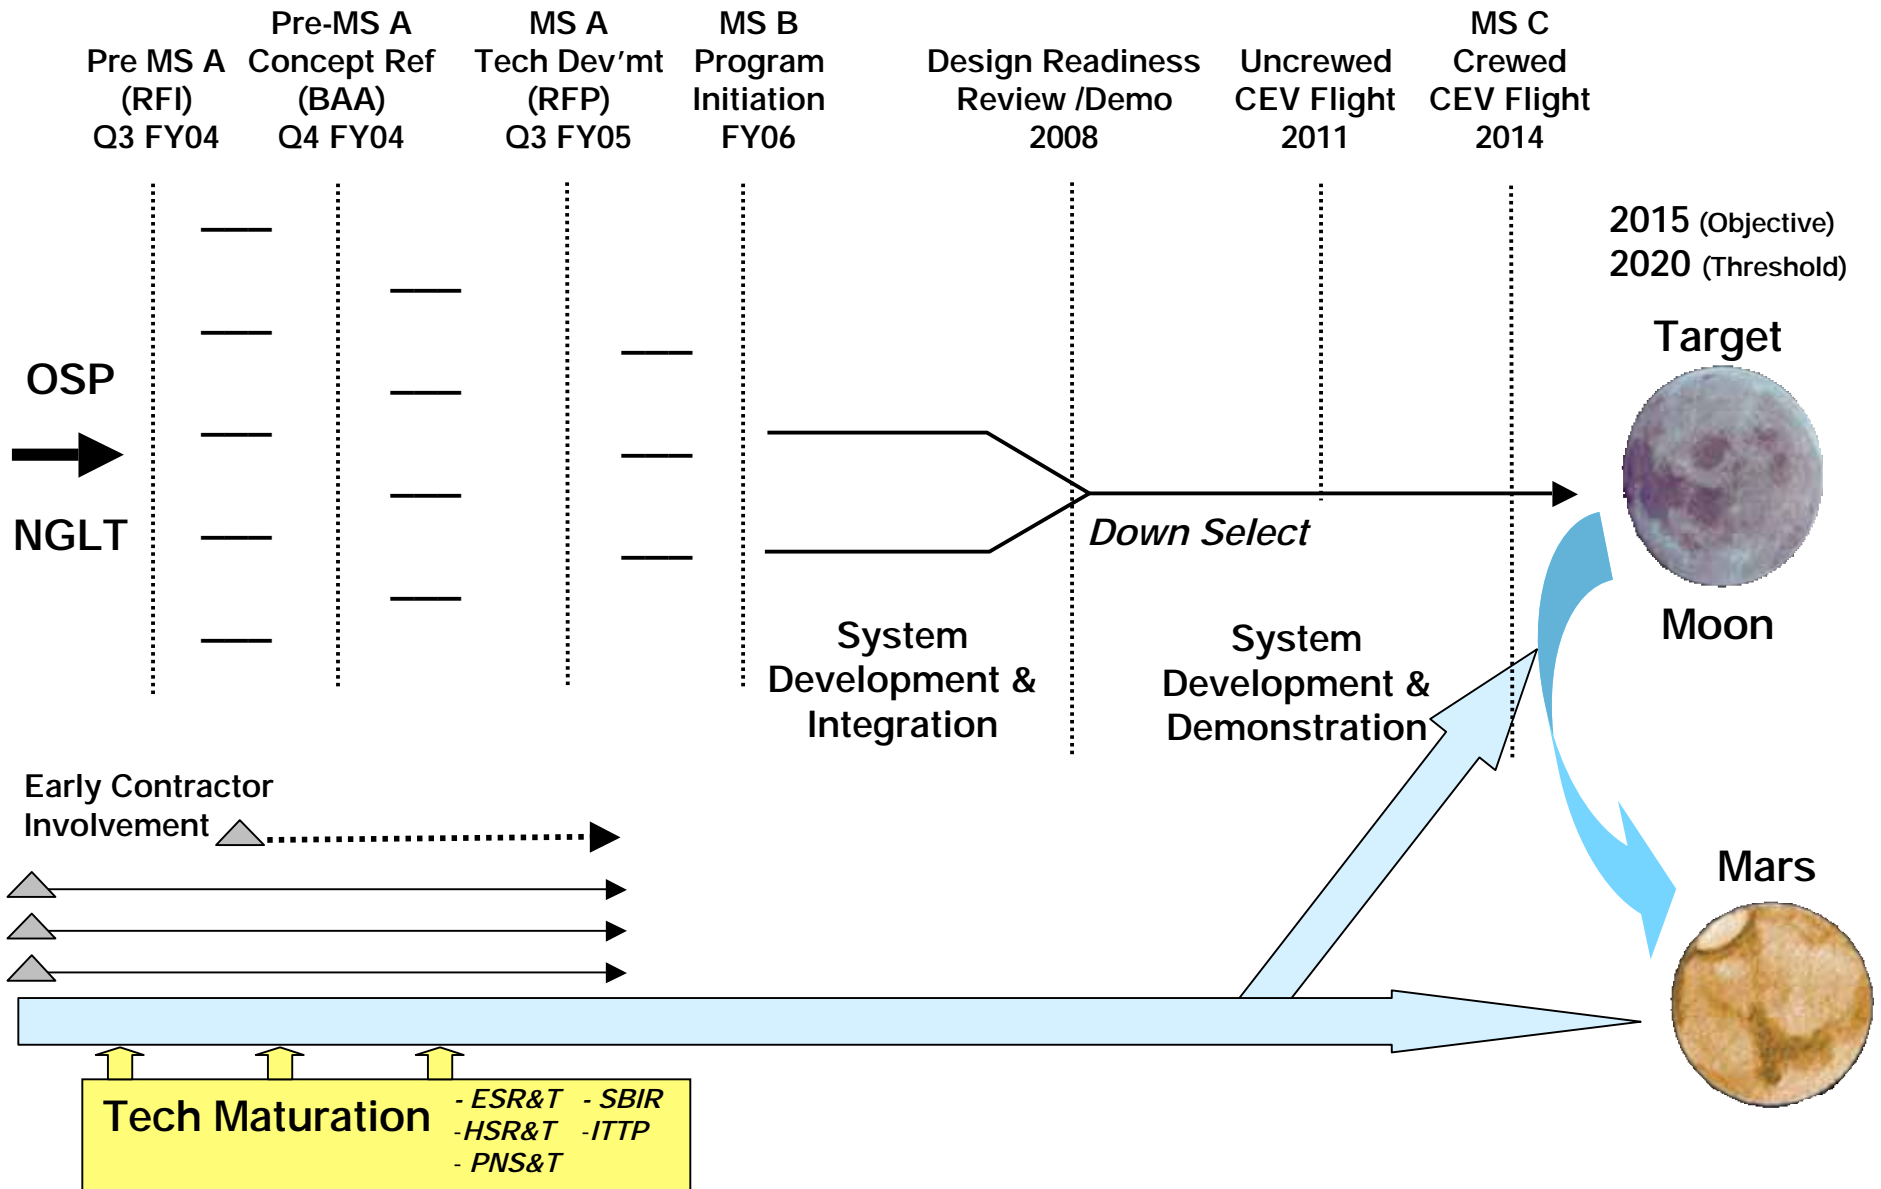 Pre MS A
(RFI)
Q3 FY04
Pre-MS A
Concept Ref
(BAA)
Q4 FY04
MS A
Tech Dev’mt
(RFP)
Q3 FY05
MS B
Program
Initiation
FY06
Design Readiness
Review /Demo
2008
Uncrewed
CEV Flight
2011
MS C
Crewed
CEV Flight
2014
2015 (Objective)
2020 (Threshold)
Target
OSP
NGLT
Down Select
Moon
System
Development &
Integration
System
Development &
Demonstration
Early Contractor
Involvement
Mars
Tech Maturation
- ESR&T
-HSR&T
- PNS&T
- SBIR
-ITTP